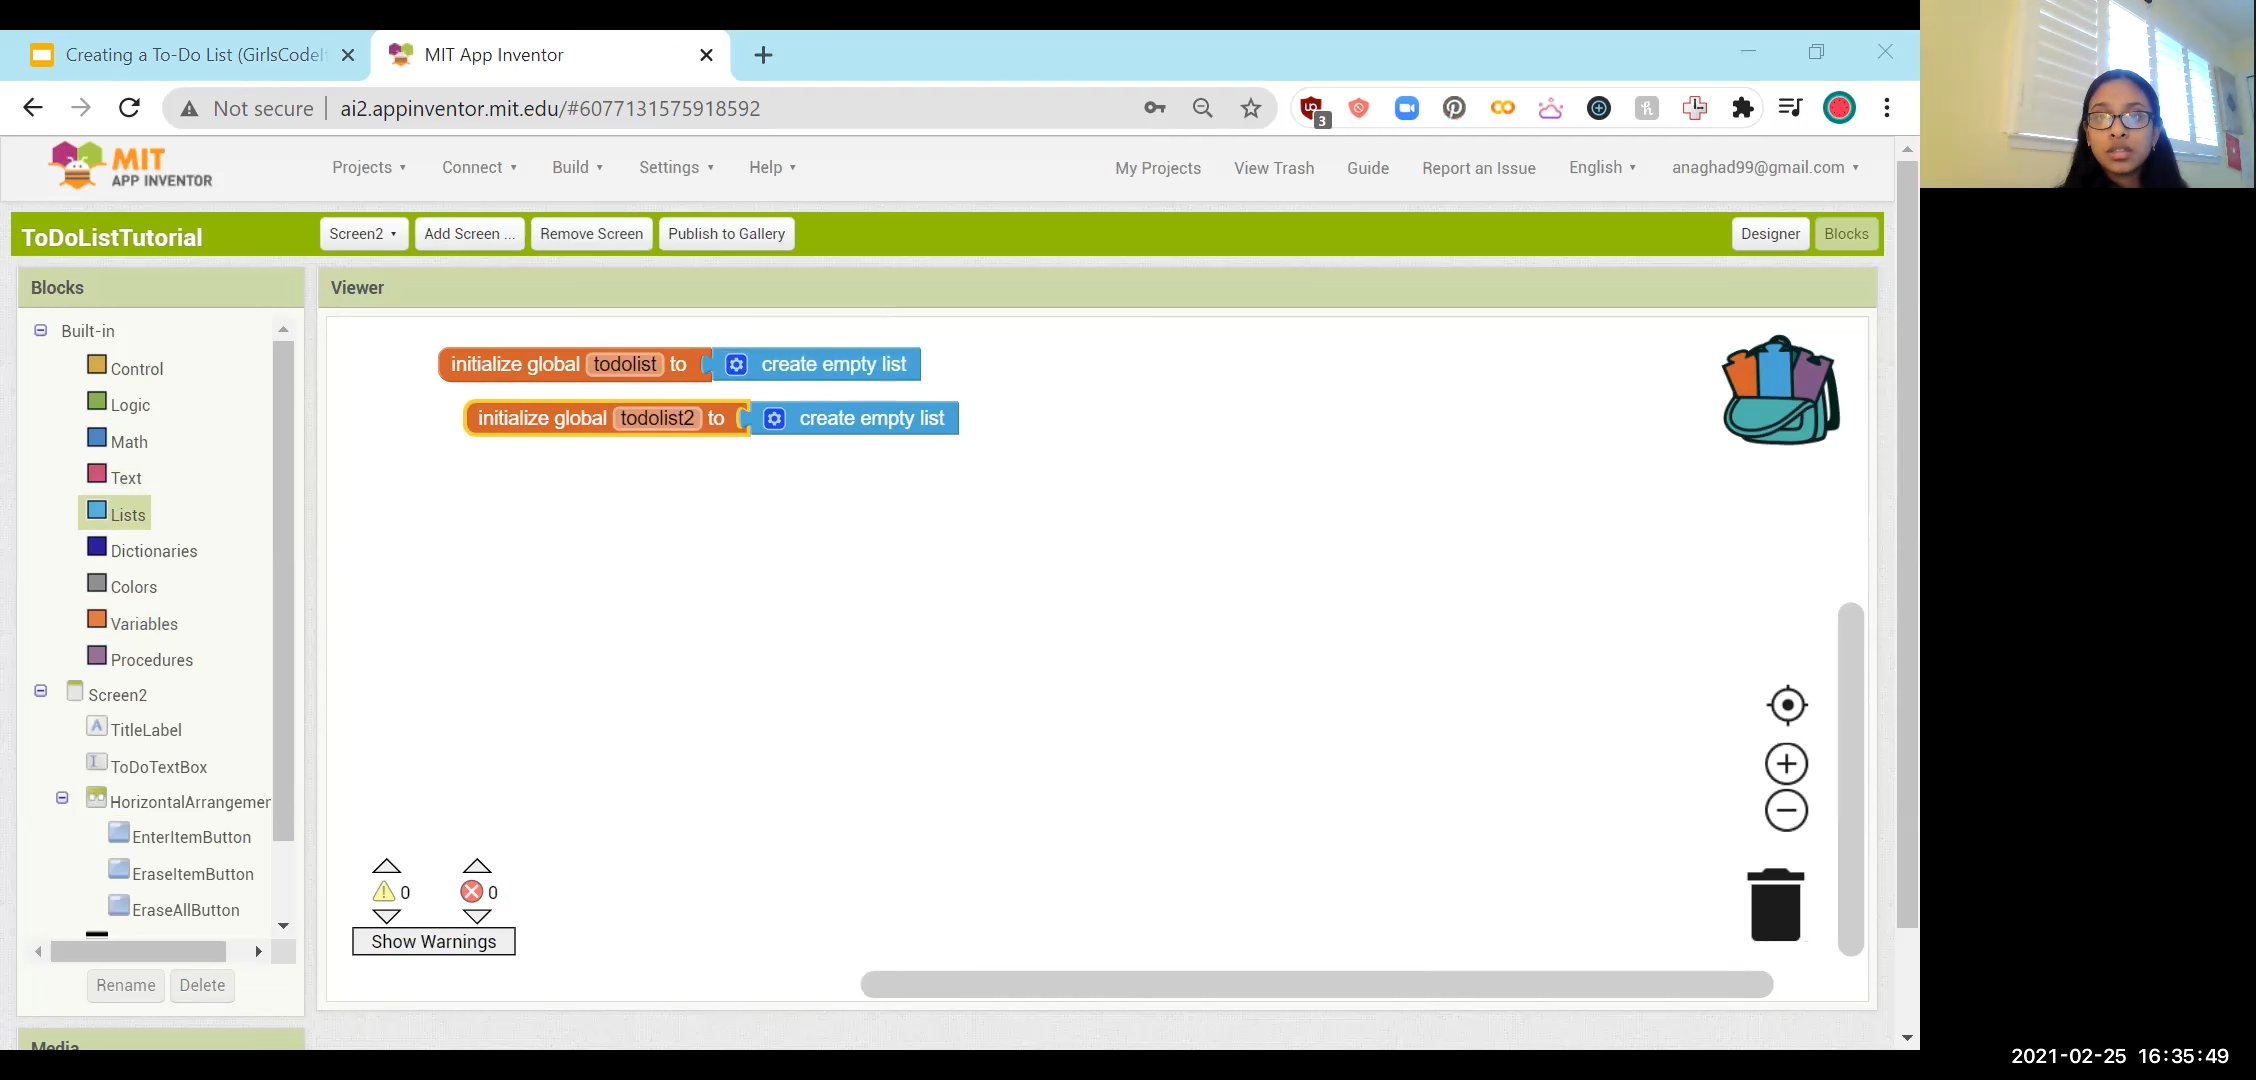 Creating a To-Do List (GirlsCodeI
MIT App Inventor
Not secure
ai2.appinventor.mit.edu/#6077131575918592
3
MIT
APP INVENTOR
Projects
Connect
Build
Settings
Help
My Projects
View Trash
Guide
Report an Issue
English
anaghad99@gmail.com
ToDoListTutorial
Screen2
Add Screen ...
Remove Screen
Publish to Gallery
Designer
Blocks
Blocks
Viewer
Built-in
Control
Logic
Math
Text
Lists
Dictionaries
Colors
Variables
Procedures
Screen2
TitleLabel
ToDoTextBox
HorizontalArrangemen
EnterItemButton
EraseItemButton
EraseAllButton
Rename
Delete
Media
initialize global todolist to create empty list
initialize global todolist2 to create empty list
0
0
Show Warnings
2021-02-25 16:35:49